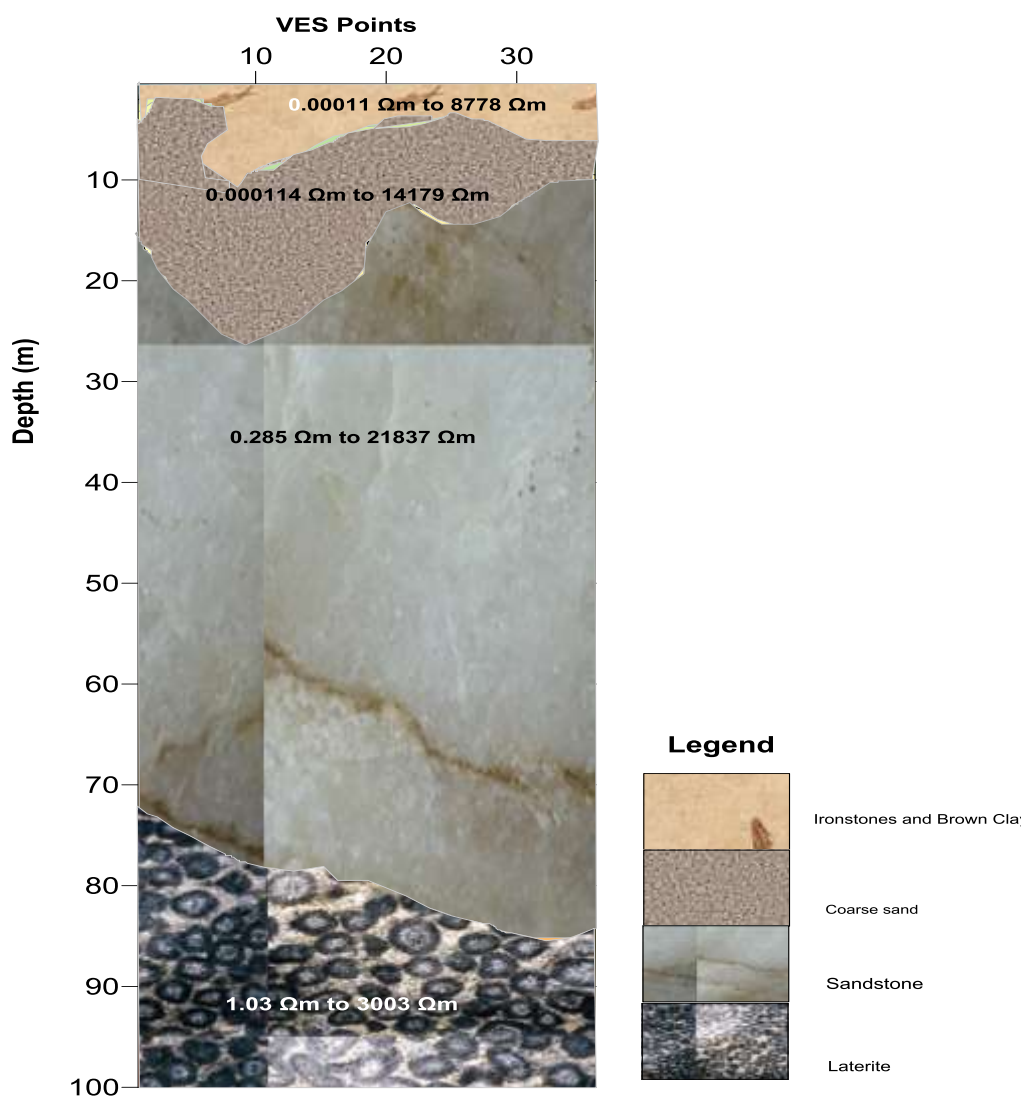 VES Points
10 20 30
0.00011 Ωm to 8778 Ωm
10
0.000114 Ωm to 14179 Ωm
20
Depth (m)
30
0.285 Ωm to 21837 Ωm
40
50
60
70
80
90
1.03 Ωm to 3003 Ωm
100
Legend
Ironstones and Brown Cla
Coarse sand
Sandstone
Laterite